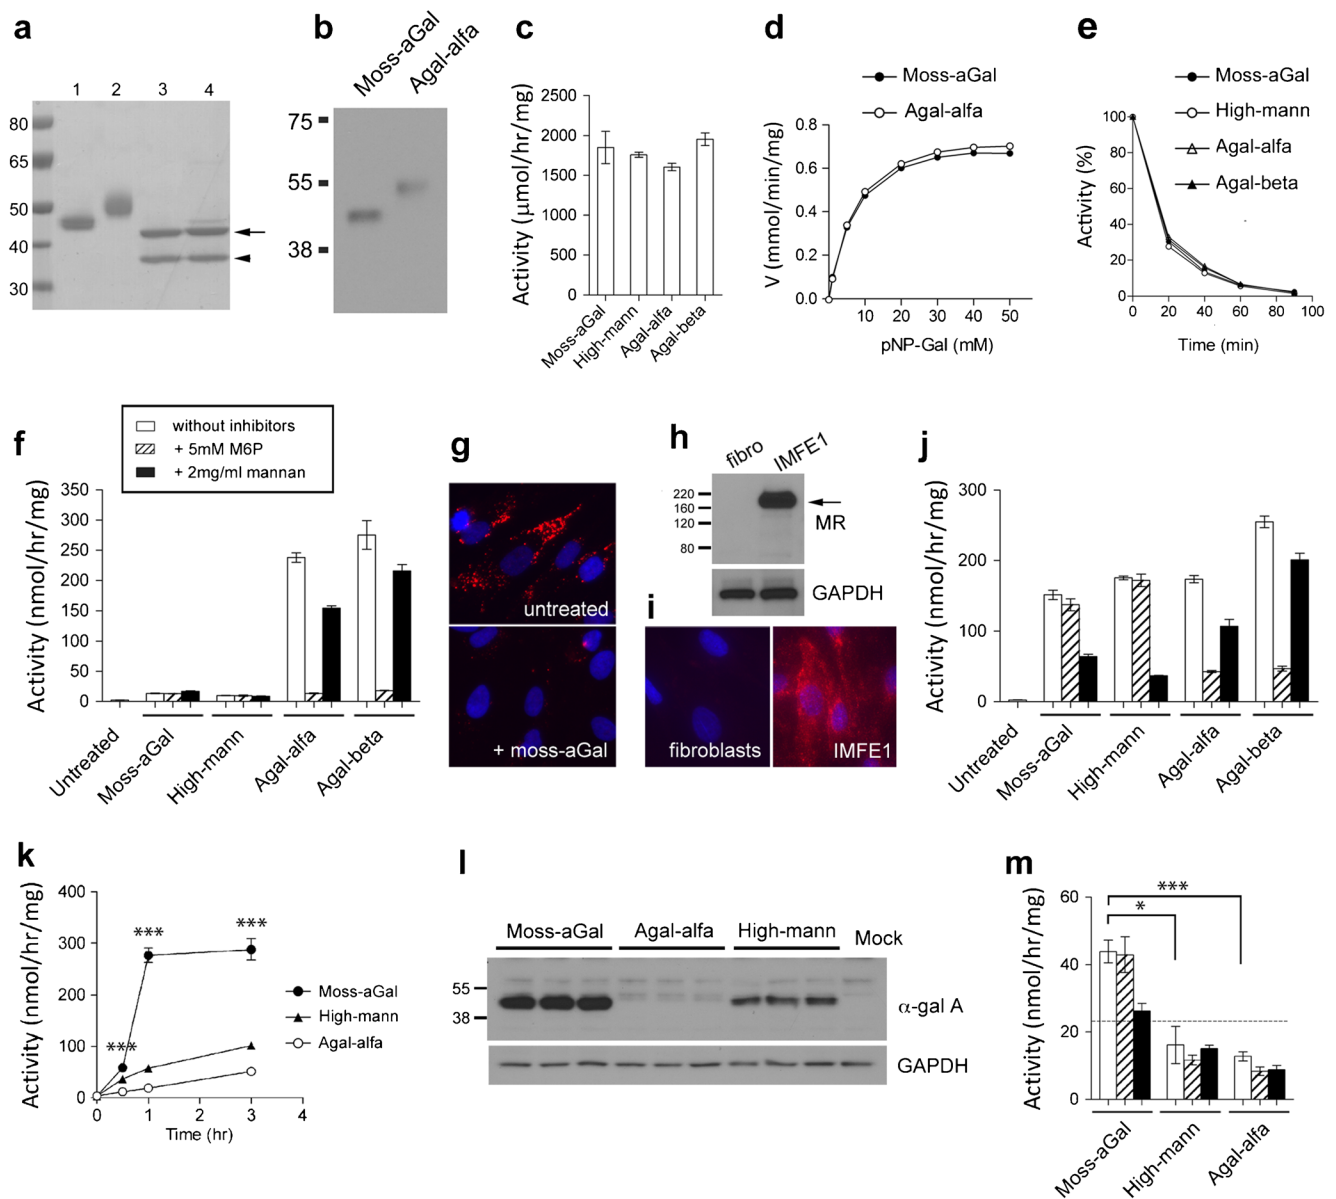 a
1 2 3 4
80
65
50
40
30
b
Moss-aGal
Agal-alfa
75
55
38
c
Activity (µmol/hr/mg)
2500
2000
1500
1000
500
0
Moss-aGal
High-mann
Agal-alfa
Agal-beta
d
Moss-aGal
Agal-alfa
V (mmol/min/mg)
0.8
0.6
0.4
0.2
0.0
10 20 30 40 50
pNP-Gal (mM)
e
Moss-aGal
High-mann
Agal-alfa
Agal-beta
Activity (%)
100
80
60
40
20
0
0 20 40 60 80 100
Time (min)
f
without inhibitors
+ 5mM M6P
+ 2mg/ml mannan
Activity (nmol/hr/mg)
350
300
250
200
150
100
50
0
Untreated
Moss-aGal
High-mann
Agal-alfa
Agal-beta
g
untreated
+ moss-aGal
h
fibro
IMFE1
220
160
120
80
MR
GAPDH
i
fibroblasts
IMFE1
j
Activity (nmol/hr/mg)
300
200
100
0
Untreated
Moss-aGal
High-mann
Agal-alfa
Agal-beta
k
Activity (nmol/hr/mg)
400
300
200
100
0
***
***
***
0 1 2 3 4
Time (hr)
Moss-aGal
High-mann
Agal-alfa
l
Moss-aGal
Agal-alfa
High-mann
Mock
55
38
α-gal A
GAPDH
m
Activity (nmol/hr/mg)
60
40
20
0
***
*
Moss-aGal
High-mann
Agal-alfa